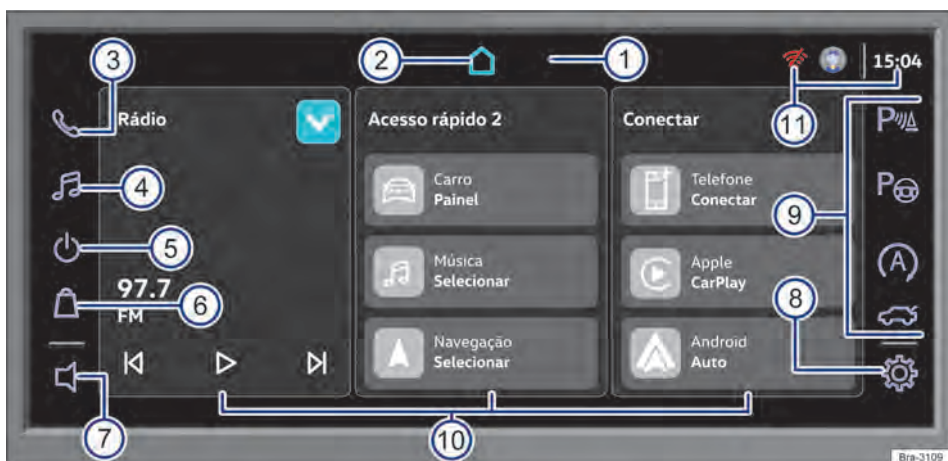 3
2
1
15:04
Rádio
Acesso rápido 2
Conectar
11
4
Carro
Painel
Telefone
Conectar
9
5
Música
Selecionar
Apple
CarPlay
A
97.7
FM
6
8
Navegação
Selecionar
Android
Auto
7
10
P
P
Bra-3109